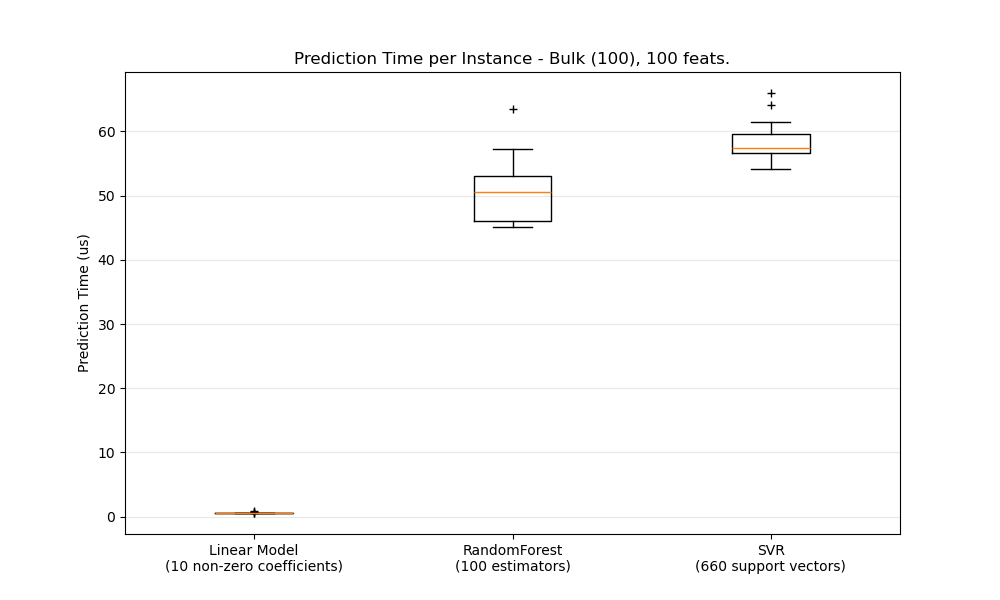 Prediction Time per Instance - Bulk (100), 100 feats.
Prediction Time (us)
60
50
40
30
20
10
0
Linear Model
(10 non-zero coefficients)
RandomForest
(100 estimators)
SVR
(660 support vectors)